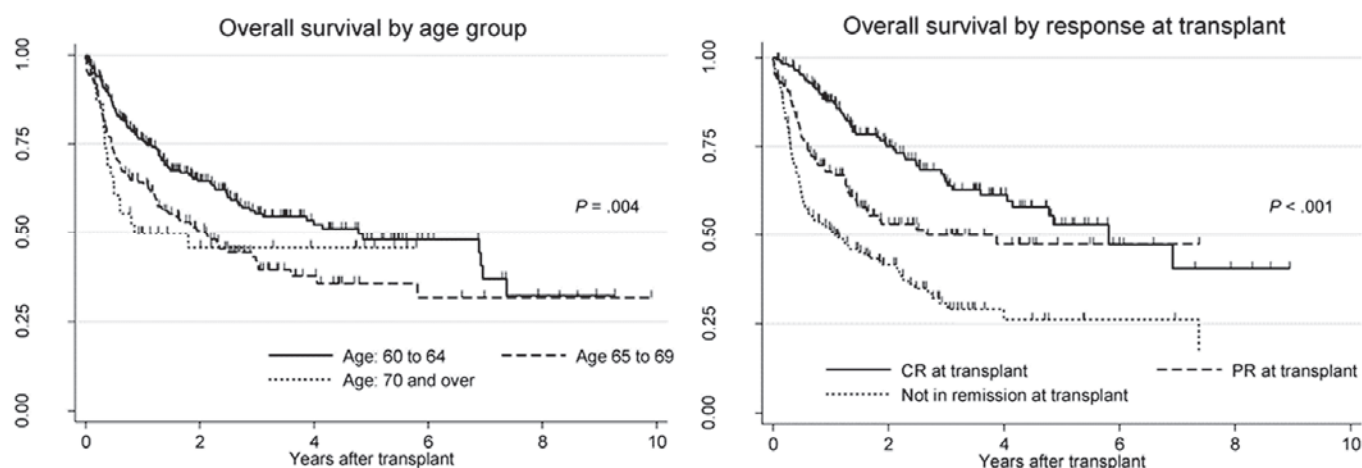 Overall survival by age group
1.00
0.75
0.50
0.25
0.00
P = .004
Age: 60 to 64
Age 65 to 69
Age: 70 and over
0 2 4 6 8 10
Years after transplant
Overall survival by response at transplant
1.00
0.75
0.50
0.25
0.00
P < .001
CR at transplant
PR at transplant
Not in remission at transplant
0 2 4 6 8 10
Years after transplant